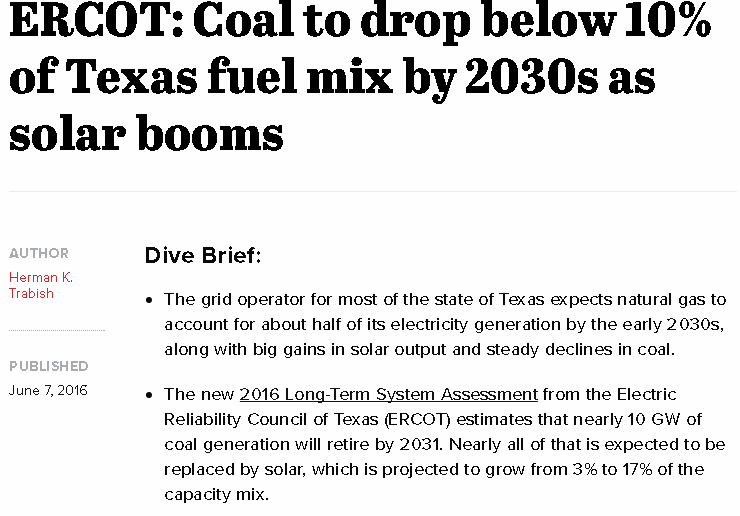 ERCOT: Coal to drop below 10%
of Texas fuel mix by 2030s as
solar booms
AUTHOR
Herman K.
Trabish
PUBLISHED
June 7, 2016
Dive Brief:
• The grid operator for most of the state of Texas expects natural gas to
account for about half of its electricity generation by the early 2030s,
along with big gains in solar output and steady declines in coal.
• The new 2016 Long-Term System Assessment from the Electric
Reliability Council of Texas (ERCOT) estimates that nearly 10 GW of
coal generation will retire by 2031. Nearly all of that is expected to be
replaced by solar, which is projected to grow from 3% to 17% of the
capacity mix.